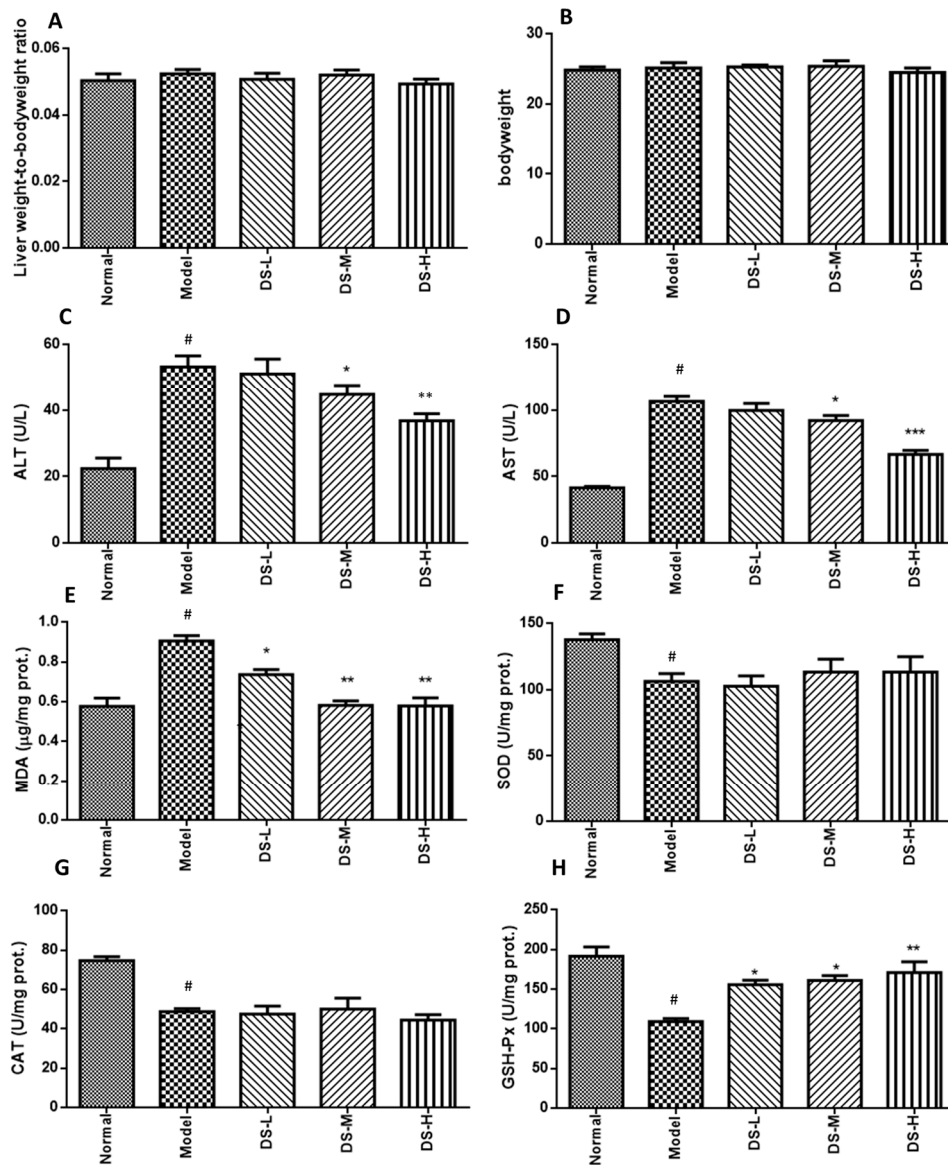 A
Liver weight-to-bodyweight ratio
0.06
0.04
0.02
0.00
Normal
Model
DS-L
DS-M
DS-H
B
bodyweight
30
20
10
0
Normal
Model
DS-L
DS-M
DS-H
C
ALT (U/L)
60
40
20
0
#
*
**
Normal
Model
DS-L
DS-M
DS-H
D
AST (U/L)
150
100
50
0
#
*
***
Normal
Model
DS-L
DS-M
DS-H
E
MDA (µg/mg prot.)
1.0
0.8
0.6
0.4
0.2
0.0
#
*
**
**
Normal
Model
DS-L
DS-M
DS-H
F
SOD (U/mg prot.)
150
100
50
0
#
Normal
Model
DS-L
DS-M
DS-H
G
CAT (U/mg prot.)
100
80
60
40
20
0
#
Normal
Model
DS-L
DS-M
DS-H
H
GSH-Px (U/mg prot.)
250
200
150
100
50
0
#
*
*
**
Normal
Model
DS-L
DS-M
DS-H